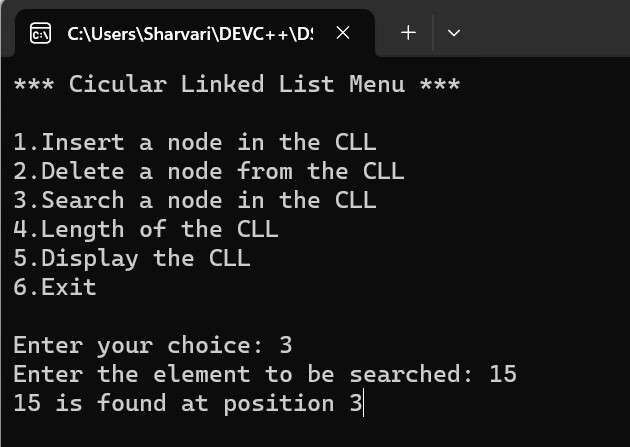 C:\Users\Sharvari\DEVC++\DS
*** Cicular Linked List Menu ***
1.Insert a node in the CLL
2.Delete a node from the CLL
3.Search a node in the CLL
4.Length of the CLL
5.Display the CLL
6.Exit
Enter your choice: 3
Enter the element to be searched: 15
15 is found at position 3